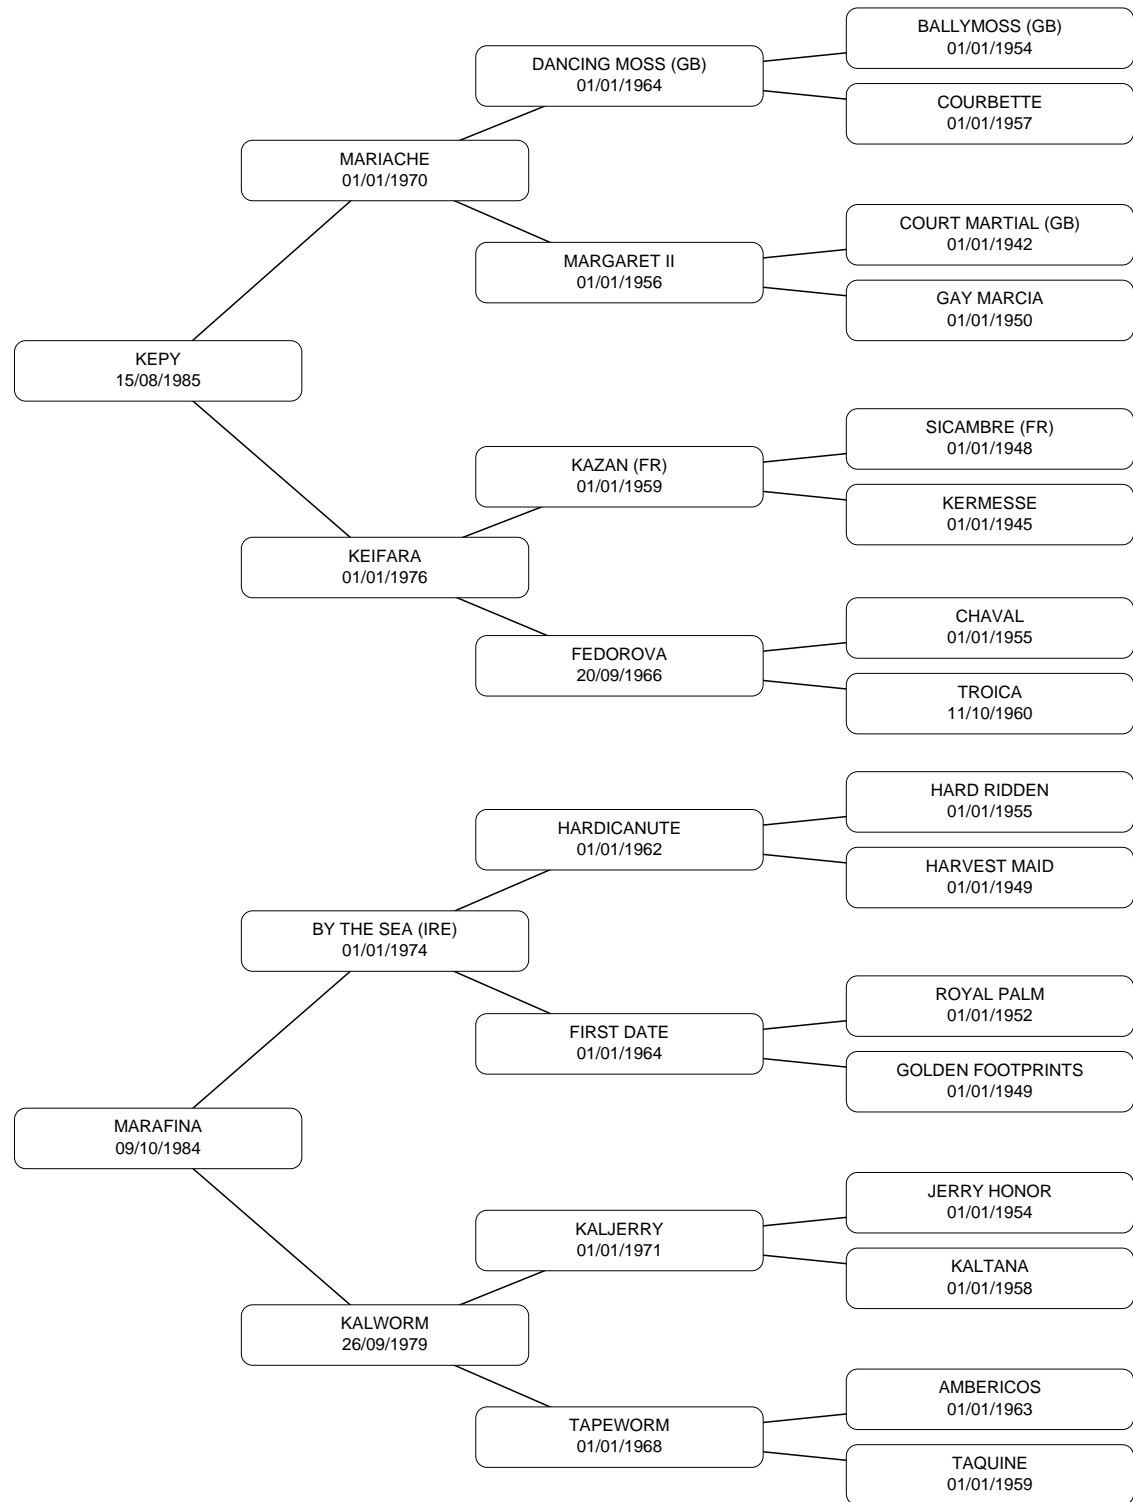 BALLYMOSS (GB)
01/01/1954
DANCING MOSS (GB)
01/01/1964
COURBETTE
01/01/1957
MARIACHE
01/01/1970
COURT MARTIAL (GB)
01/01/1942
MARGARET II
01/01/1956
GAY MARCIA
01/01/1950
KEPY
15/08/1985
SICAMBRE (FR)
01/01/1948
KAZAN (FR)
01/01/1959
KERMESSE
01/01/1945
KEIFARA
01/01/1976
CHAVAL
01/01/1955
FEDOROVA
20/09/1966
TROICA
11/10/1960
HARD RIDDEN
01/01/1955
HARDICANUTE
01/01/1962
HARVEST MAID
01/01/1949
BY THE SEA (IRE)
01/01/1974
ROYAL PALM
01/01/1952
FIRST DATE
01/01/1964
GOLDEN FOOTPRINTS
01/01/1949
MARAFINA
09/10/1984
JERRY HONOR
01/01/1954
KALJERRY
01/01/1971
KALTANA
01/01/1958
KALWORM
26/09/1979
AMBERICOS
01/01/1963
TAPEWORM
01/01/1968
TAQUINE
01/01/1959